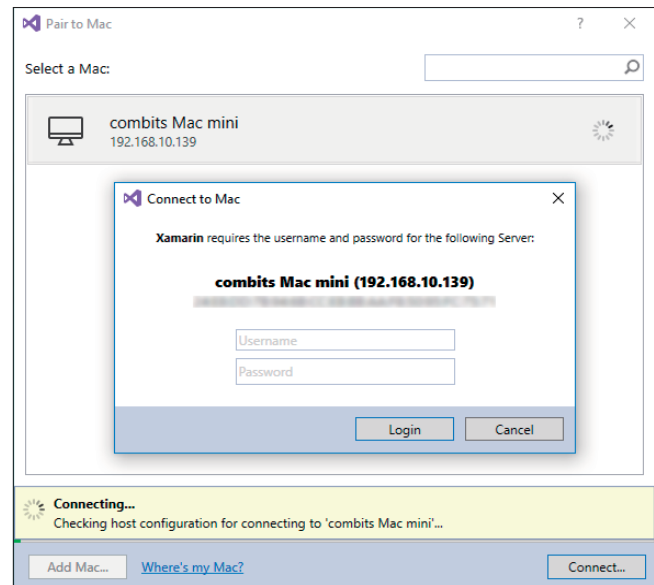 Pair to Mac
Select a Mac:
combits Mac mini
192.168.10.139
Connect to Mac
Xamarin requires the username and password for the following Server:
combits Mac mini (192.168.10.139)
Username
Password
Login Cancel
Connecting...
Checking host configuration for connecting to 'combits Mac mini'...
Add Mac... Where's my Mac? Connect...